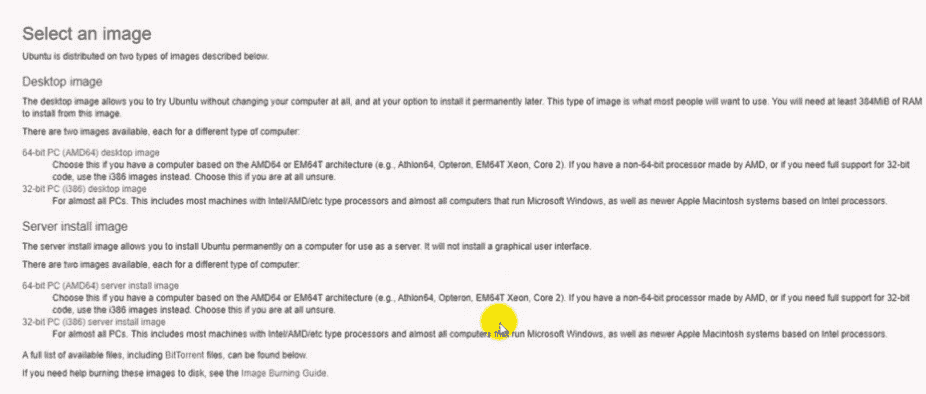 Select an image
Ubuntu is distributed on two types of images described below.
Desktop image
The desktop image allows you to try Ubuntu without changing your computer at all, and at your option to install it permanently later. This type of image is what most people will want to use. You will need at least 384MiB of RAM
to install from this image.
There are two images available, each for a different type of computer:
64-bit PC (AMD64) desktop image
Choose this if you have a computer based on the AMD64 or EM64T architecture (e.g., Athlon64, Opteron, EM64T Xeon, Core 2). If you have a non-64-bit processor made by AMD, or if you need full support for 32-bit
code, use the i386 images instead. Choose this if you are at all unsure.
32-bit PC (i386) desktop image
For almost all PCs. This includes most machines with Intel/AMD/etc type processors and almost all computers that run Microsoft Windows, as well as newer Apple Macintosh systems based on Intel processors.
Server install image
The server install image allows you to install Ubuntu permanently on a computer for use as a server. It will not install a graphical user interface.
There are two images available, each for a different type of computer:
64-bit PC (AMD64) server install image
Choose this if you have a computer based on the AMD64 or EM64T architecture (e.g., Athlon64, Opteron, EM64T Xeon, Core 2). If you have a non-64-bit processor made by AMD, or if you need full support for 32-bit
code, use the i386 images instead. Choose this if you are at all unsure.
32-bit PC (i386) server install image
For almost all PCs. This includes most machines with Intel/AMD/etc type processors and almost all computers that run Microsoft Windows, as well as newer Apple Macintosh systems based on Intel processors.
A full list of available files, including BitTorrent files, can be found below.
If you need help burning these images to disk, see the Image Burning Guide.